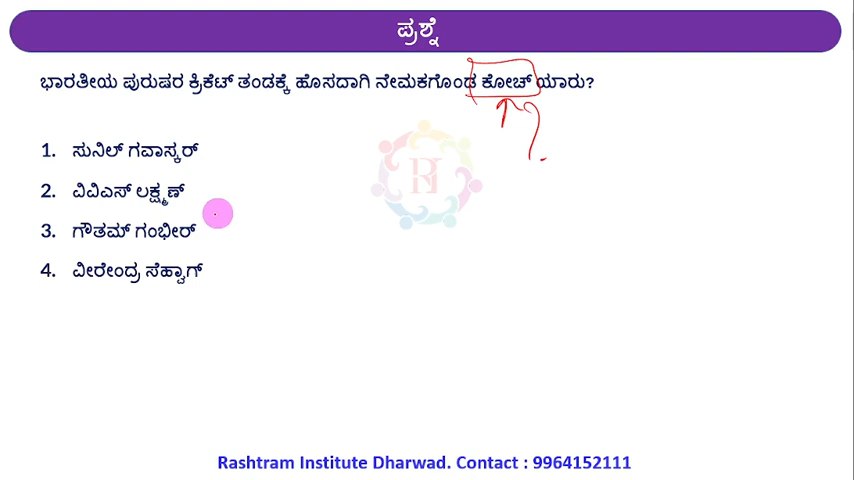 ಪ್ರಶ್ನೆ
ಭಾರತೀಯ ಪುರುಷರ ಕ್ರಿಕೆಟ್ ತಂಡಕ್ಕೆ ಹೊಸದಾಗಿ ನೇಮಕಗೊಂಡ ಕೋಚ್ ಯಾರು?
1. ಸುನಿಲ್ ಗವಾಸ್ಕರ್
2. ವಿವಿಎಸ್ ಲಕ್ಷ್ಮಣ್
3. ಗೌತಮ್ ಗಂಭೀರ್
4. ವೀರೇಂದ್ರ ಸೆಹ್ವಾಗ್
Rashtram Institute Dharwad. Contact : 9964152111